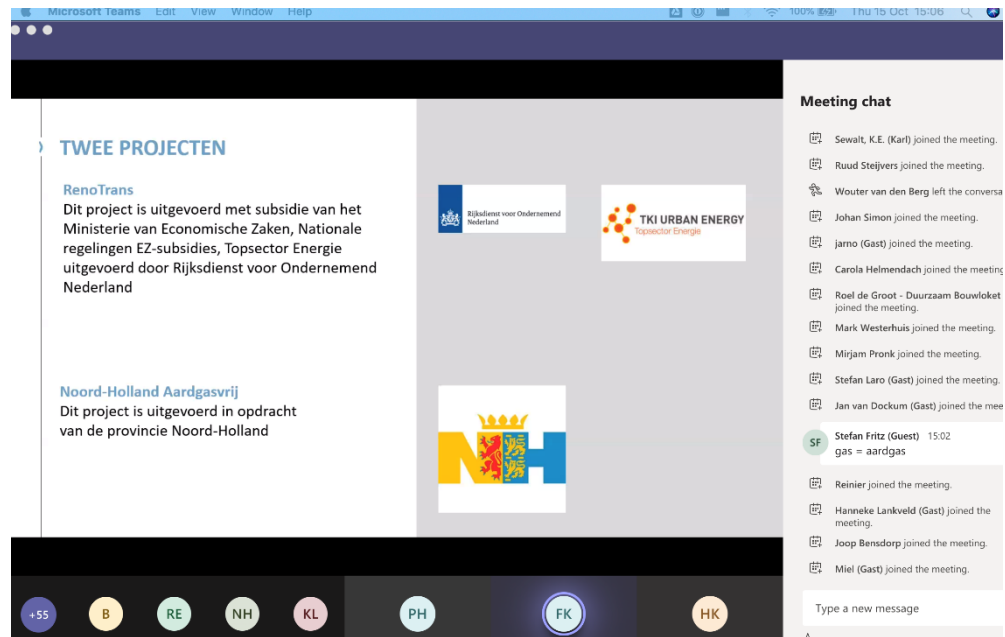 Microsoft Teams Edit View Window Help
100% Thu 15 Oct 15:06
TWEE PROJECTEN
RenoTrans
Dit project is uitgevoerd met subsidie van het
Ministerie van Economische Zaken, Nationale
regelingen EZ-subsidies, Topsector Energie
uitgevoerd door Rijksdienst voor Ondernemend
Nederland
Rijksdienst voor Ondernemend
Nederland
TKI URBAN ENERGY
Topsector Energie
Noord-Holland Aardgasvrij
Dit project is uitgevoerd in opdracht
van de provincie Noord-Holland
NH
Meeting chat
Sewalt, K.E. (Karl) joined the meeting.
Ruud Steijvers joined the meeting.
Wouter van den Berg left the conversa
Johan Simon joined the meeting.
jarno (Gast) joined the meeting.
Carola Helmendach joined the meeting
Roel de Groot - Duurzaam Bouwloket
joined the meeting.
Mark Westerhuis joined the meeting.
Mirjam Pronk joined the meeting.
Stefan Laro (Gast) joined the meeting.
Jan van Dockum (Gast) joined the mee
SF
Stefan Fritz (Guest) 15:02
gas = aardgas
Reinier joined the meeting.
Hanneke Lankveld (Gast) joined the
meeting.
Joop Bensdorp joined the meeting.
Miel (Gast) joined the meeting.
Type a new message
+55 B RE NH KL PH FK HK